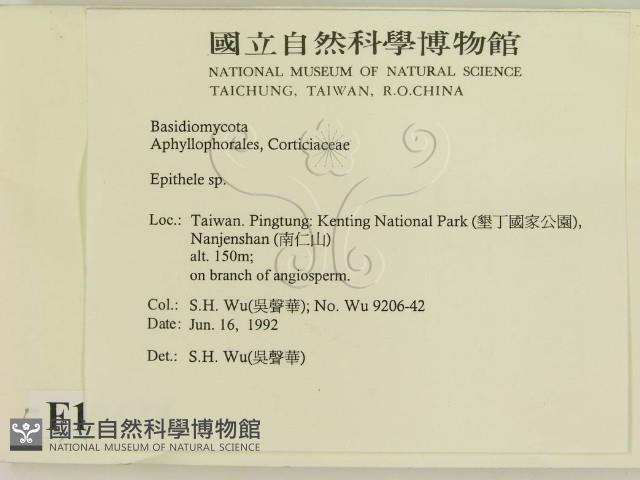 國立自然科學博物館
NATIONAL MUSEUM OF NATURAL SCIENCE
TAICHUNG, TAIWAN, R.O.CHINA
Basidiomycota
Aphyllophorales, Corticiaceae
Epithele sp.
Loc.: Taiwan. Pingtung: Kenting National Park (墾丁國家公園),
Nanjenshan (南仁山)
alt. 150m;
on branch of angiosperm.
Col.: S.H. Wu(吳聲華); No. Wu 9206-42
Date: Jun. 16, 1992
Det.: S.H. Wu(吳聲華)
F1
國立自然科學博物館
NATIONAL MUSEUM OF NATURAL SCIENCE